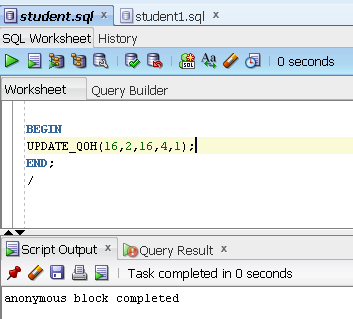 student.sql x student1.sql x
SQL Worksheet History
0 seconds
Worksheet Query Builder
BEGIN
UPDATE_QOH(16,2,16,4,1);
END;
/
Script Output x Query Result x
Task completed in 0 seconds
anonymous block completed